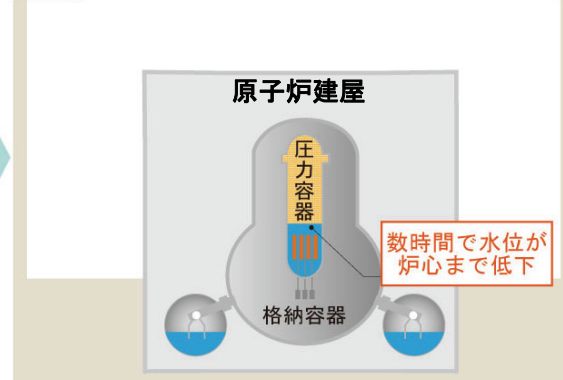 原子炉建屋
圧力容器
数時間で水位が
炉心まで低下
格納容器